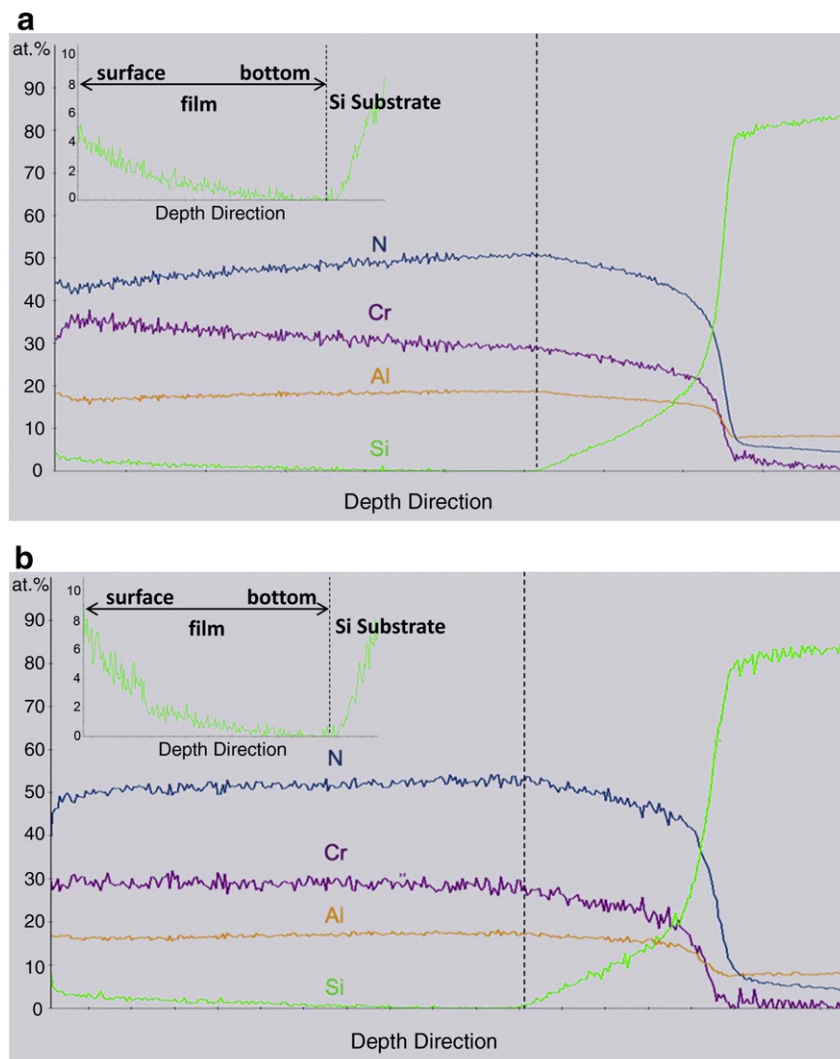 a
at.%
10
8
6
4
2
0
surface bottom
film
Si Substrate
Depth Direction
90
80
70
60
50
40
30
20
10
0
N
Cr
Al
Si
Depth Direction
b
at.%
10
8
6
4
2
0
surface bottom
film
Si Substrate
Depth Direction
90
80
70
60
50
40
30
20
10
0
N
Cr
Al
Si
Depth Direction